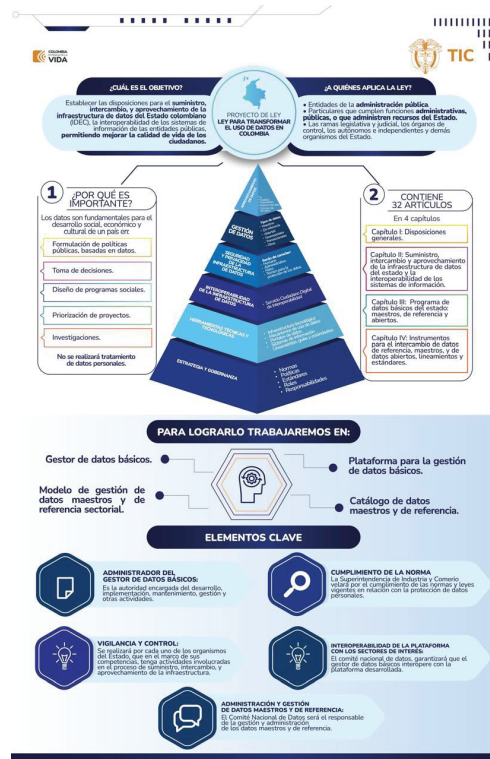 COLOMBIA
VIDA
TIC
¿CUÁL ES EL OBJETIVO?
Establecer las disposiciones para el suministro,
intercambio, y aprovechamiento de la
infraestructura de datos del Estado colombiano
(IDEC), la interoperabilidad de los sistemas de
información de las entidades públicas,
permitiendo mejorar la calidad de vida de los
ciudadanos.
PROYECTO DE LEY
LEY PARA TRANSFORMAR
EL USO DE DATOS EN
COLOMBIA
¿A QUIÉNES APLICA LA LEY?
• Entidades de la administración pública.
• Particulares que cumplen funciones administrativas,
públicas, o que administren recursos del Estado.
• Las ramas legislativa y judicial, los órganos de
control, los autónomos e independientes y demás
organismos del Estado.
1
¿POR QUÉ ES
IMPORTANTE?
Los datos son fundamentales para el
desarrollo social, económico y
cultural de un país en:
Formulación de políticas
públicas, basadas en datos.
Toma de decisiones.
Diseño de programas sociales.
Priorización de proyectos.
Investigaciones.
No se realizará tratamiento
de datos personales.
GESTIÓN
DE DATOS
SEGURIDAD
Y PRIVACIDAD
DE LA
INFRAESTRUCTURA
DE DATOS
INTEROPERABILIDAD
DE LA INFRAESTRUCTURA
DE DATOS
• Servicio Ciudadano Digital
de Interoperabilidad
HERRAMIENTAS TÉCNICAS Y
TECNOLÓGICAS
ESTRATEGIA Y GOBERNANZA
• Normas
• Políticas
• Estándares
• Roles
• Responsabilidades
2
CONTIENE
32 ARTÍCULOS
En 4 capítulos
Capítulo I: Disposiciones
generales.
Capítulo II: Suministro,
intercambio y aprovechamiento
de la infraestructura de datos
del estado y la
interoperabilidad de los
sistemas de información.
Capítulo III: Programa de
datos básicos del estado:
maestros, de referencia y
abiertos.
Capítulo IV: Instrumentos
para el intercambio de datos
de referencia, maestros, y de
datos abiertos, lineamientos y
estándares.
PARA LOGRARLO TRABAJAREMOS EN:
Gestor de datos básicos.
Modelo de gestión de
datos maestros y de
referencia sectorial.
Plataforma para la gestión
de datos básicos.
Catálogo de datos
maestros y de referencia.
ELEMENTOS CLAVE
ADMINISTRADOR DEL
GESTOR DE DATOS BÁSICOS:
Es la autoridad encargada del desarrollo,
implementación, mantenimiento, gestión y
otras actividades.
CUMPLIMIENTO DE LA NORMA
La Superintendencia de Industria y Comerio
velará por el cumplimiento de las normas y leyes
vigentes en relación con la protección de datos
personales.
VIGILANCIA Y CONTROL:
Se realizará por cada uno de los organismos
del Estado, que en el marco de sus
competencias, tenga actividades involucradas
en el proceso de suministro, intercambio, y
aprovechamiento de la infraestructura.
INTEROPERABILIDAD DE LA PLATAFORMA
CON LOS SECTORES DE INTERÉS:
El comité nacional de datos, garantizará que el
gestor de datos básicos interopere con la
plataforma desarrollada.
ADMINISTRACIÓN Y GESTIÓN
DE DATOS MAESTROS Y DE REFERENCIA:
El Comité Nacional de Datos será el responsable
de la gestión y administración
de los datos maestros y de referencia.